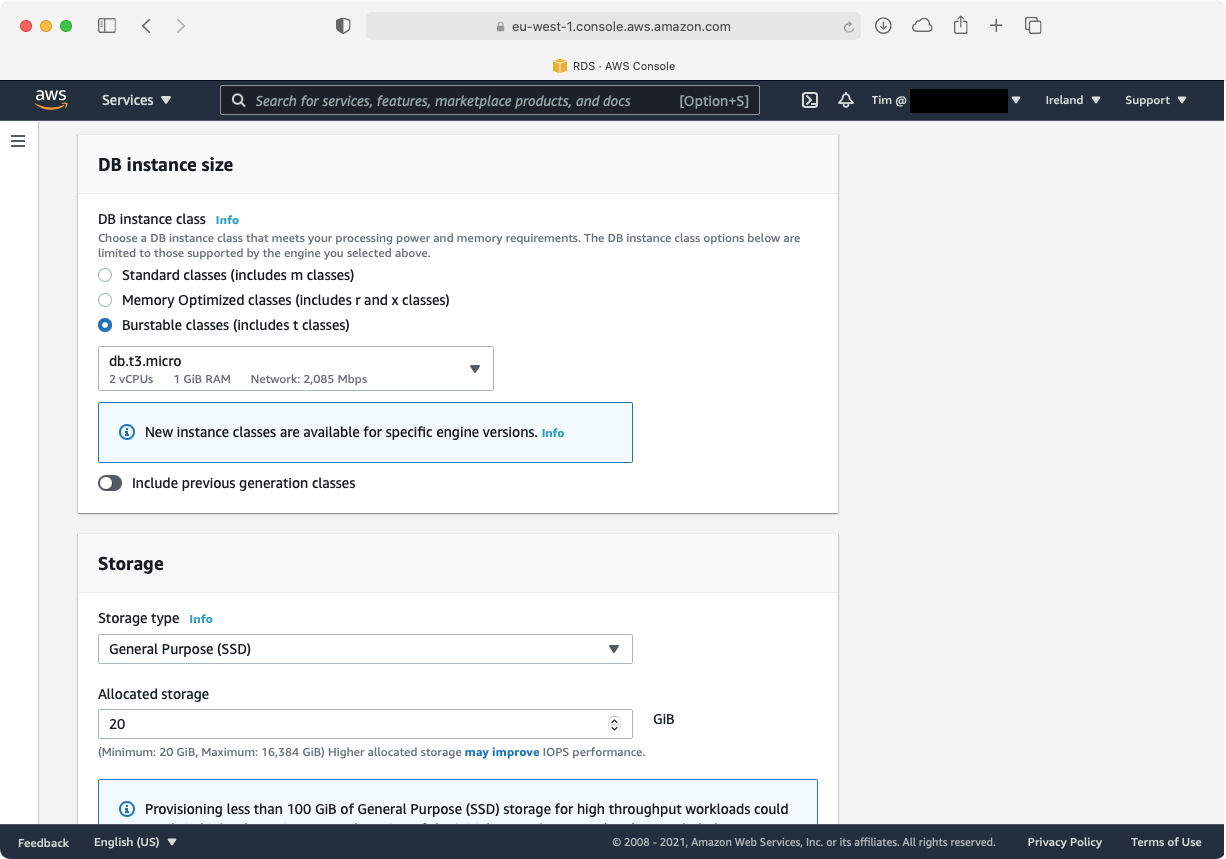 eu-west-1.console.aws.amazon.com
RDS · AWS Console
aws
Services
Search for services, features, marketplace products, and docs [Option+S]
Tim @
Ireland
Support
DB instance size
DB instance class Info
Choose a DB instance class that meets your processing power and memory requirements. The DB instance class options below are
limited to those supported by the engine you selected above.
Standard classes (includes m classes)
Memory Optimized classes (includes r and x classes)
Burstable classes (includes t classes)
db.t3.micro
2 vCPUs 1 GiB RAM Network: 2,085 Mbps
New instance classes are available for specific engine versions. Info
Include previous generation classes
Storage
Storage type Info
General Purpose (SSD)
Allocated storage
20
GiB
(Minimum: 20 GiB, Maximum: 16,384 GiB) Higher allocated storage may improve IOPS performance.
Provisioning less than 100 GiB of General Purpose (SSD) storage for high throughput workloads could
Feedback
English (US)
© 2008 - 2021, Amazon Web Services, Inc. or its affiliates. All rights reserved.
Privacy Policy
Terms of Use